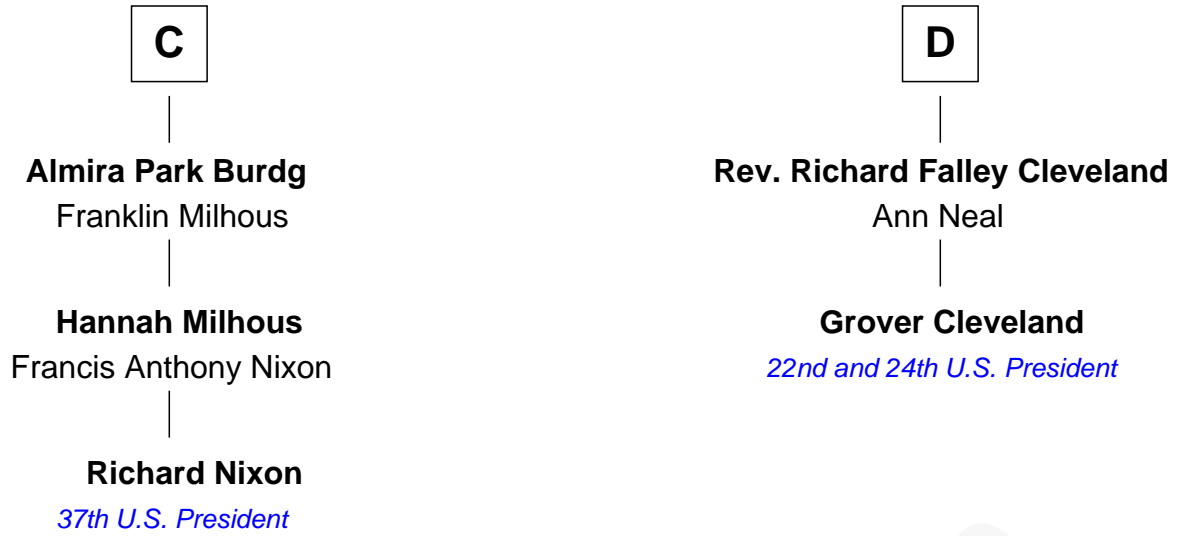 C
Almira Park Burdg
Franklin Milhous
Hannah Milhous
Francis Anthony Nixon
Richard Nixon
37th U.S. President
D
Rev. Richard Falley Cleveland
Ann Neal
Grover Cleveland
22nd and 24th U.S. President